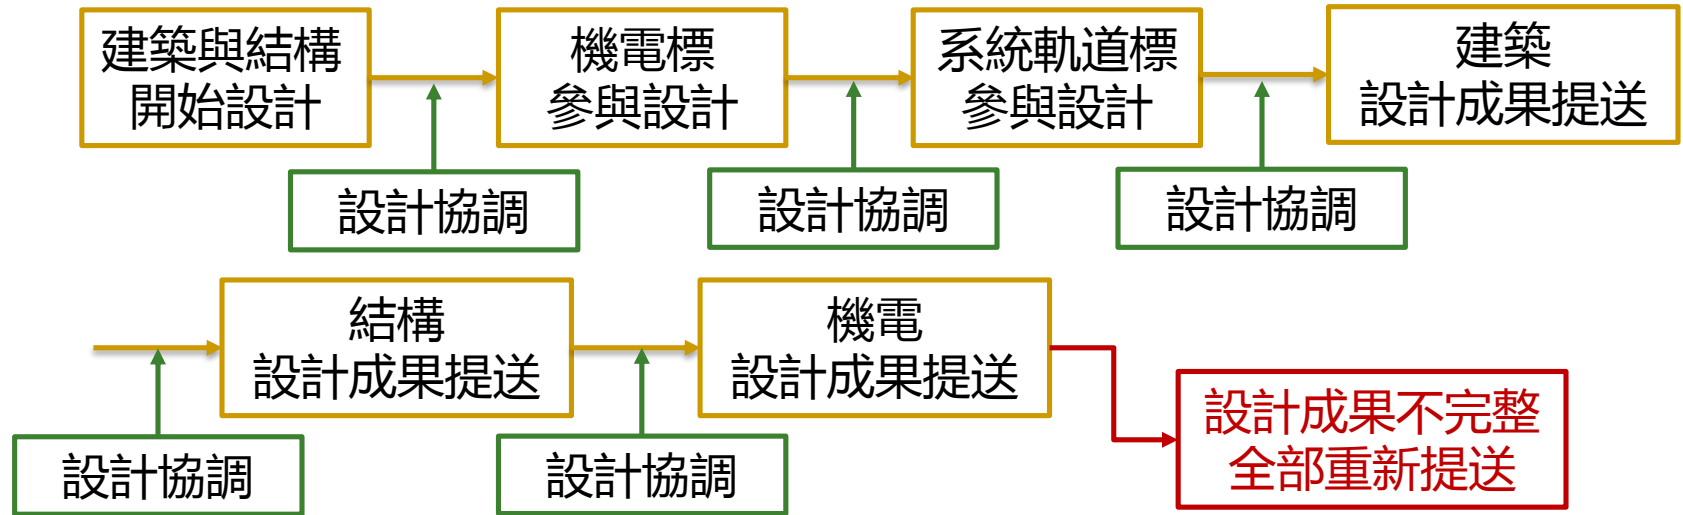 建築與結構
開始設計
機電標
參與設計
系統軌道標
參與設計
建築
設計成果提送
設計協調
設計協調
設計協調
結構
設計成果提送
機電
設計成果提送
設計成果不完整
全部重新提送
設計協調
設計協調